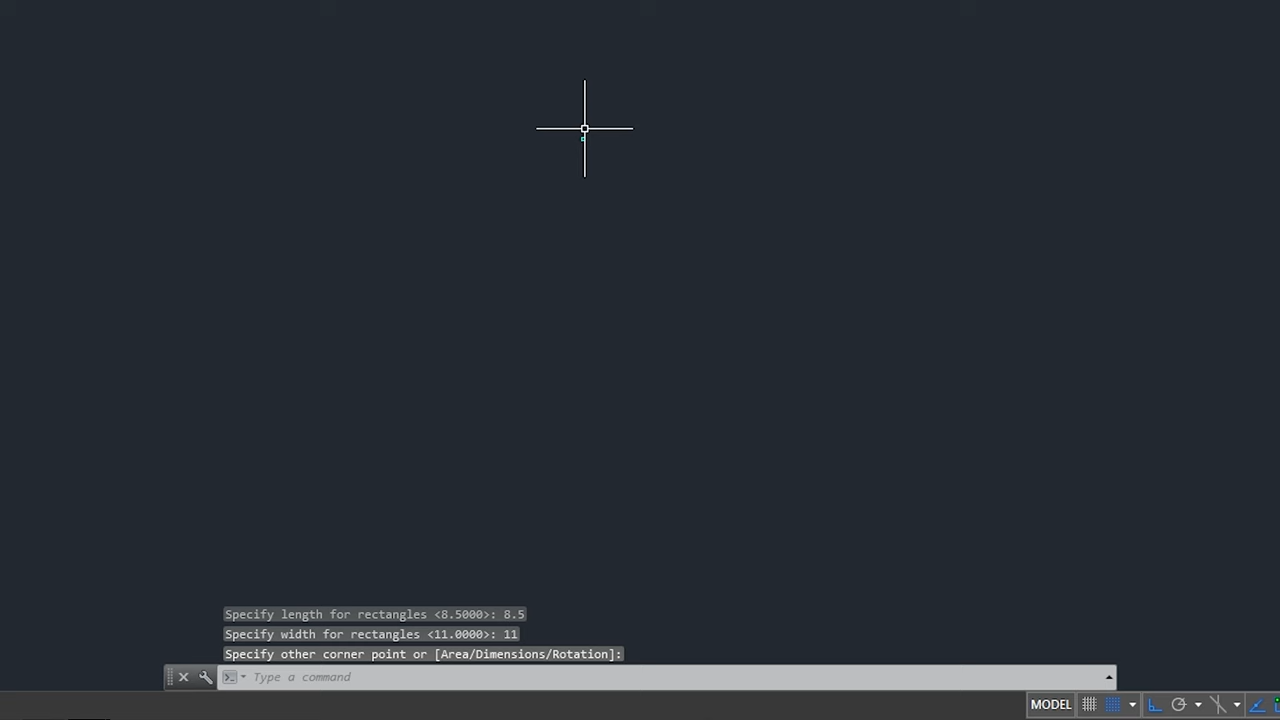 Specify length for rectangles <8.5000>: 8.5
Specify width for rectangles <11.0000>: 11
Specify other corner point or [Area/Dimensions/Rotation]:
Type a command
MODEL